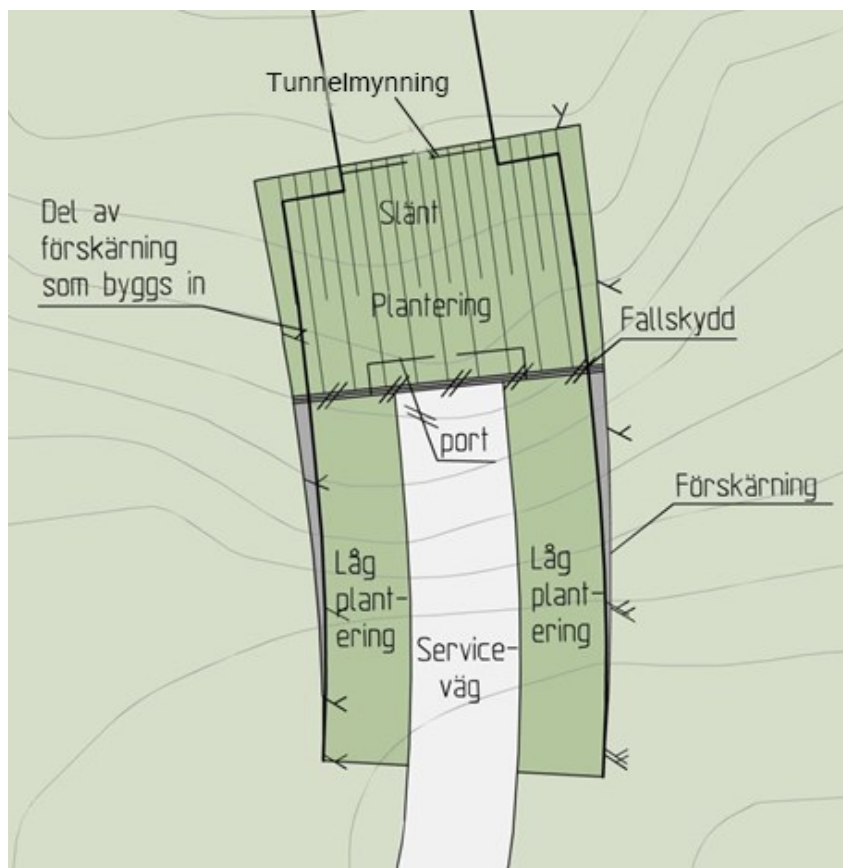 Tunnelmynning
Slänt
Del av
förskärning
som byggs in
Plantering
Fallskydd
port
Förskärning
Låg
plant-
ering
Låg
plant-
ering
Service-
väg